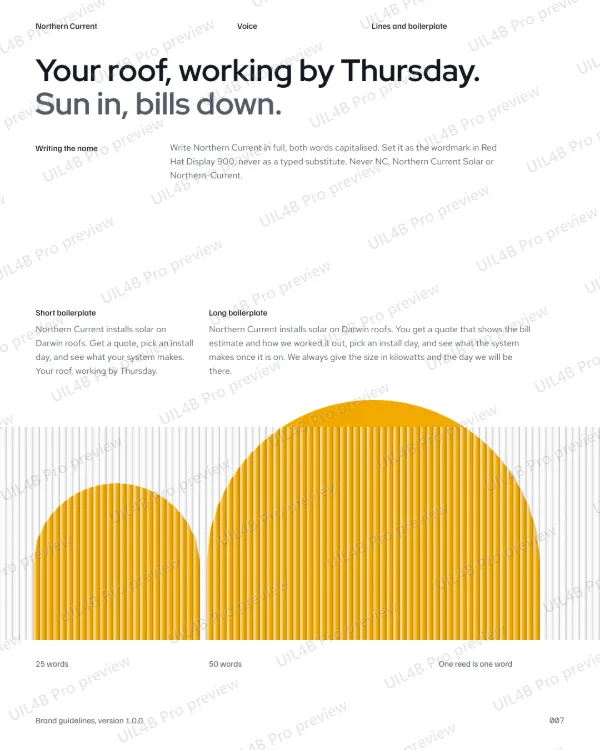 Northern Current
Voice
Lines and boilerplate
Your roof, working by Thursday.
Sun in, bills down.
Writing the name
Write Northern Current in full, both words capitalised. Set it as the wordmark in Red
Hat Display 900, never as a typed substitute. Never NC, Northern Current Solar or
Northern-Current.
Short boilerplate
Northern Current installs solar on
Darwin roofs. Get a quote, pick an install
day, and see what your system makes.
Your roof, working by Thursday.
Long boilerplate
Northern Current installs solar on Darwin roofs. You get a quote that shows the bill
estimate and how we worked it out, pick an install day, and see what the system
makes once it is on. We always give the size in kilowatts and the day we will be
there.
25 words
50 words
One reed is one word
Brand guidelines, version 1.0.0
007
UIL4B Pro preview